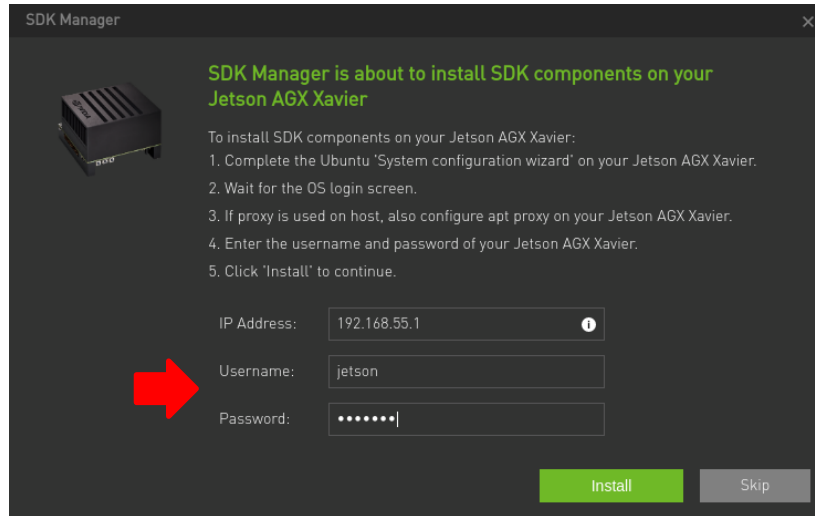 SDK Manager
SDK Manager is about to install SDK components on your
Jetson AGX Xavier
To install SDK components on your Jetson AGX Xavier:
1. Complete the Ubuntu 'System configuration wizard' on your Jetson AGX Xavier.
2. Wait for the OS login screen.
3. If proxy is used on host, also configure apt proxy on your Jetson AGX Xavier.
4. Enter the username and password of your Jetson AGX Xavier.
5. Click 'Install' to continue.
IP Address: 192.168.55.1
Username: jetson
Password: •••••••
Install Skip